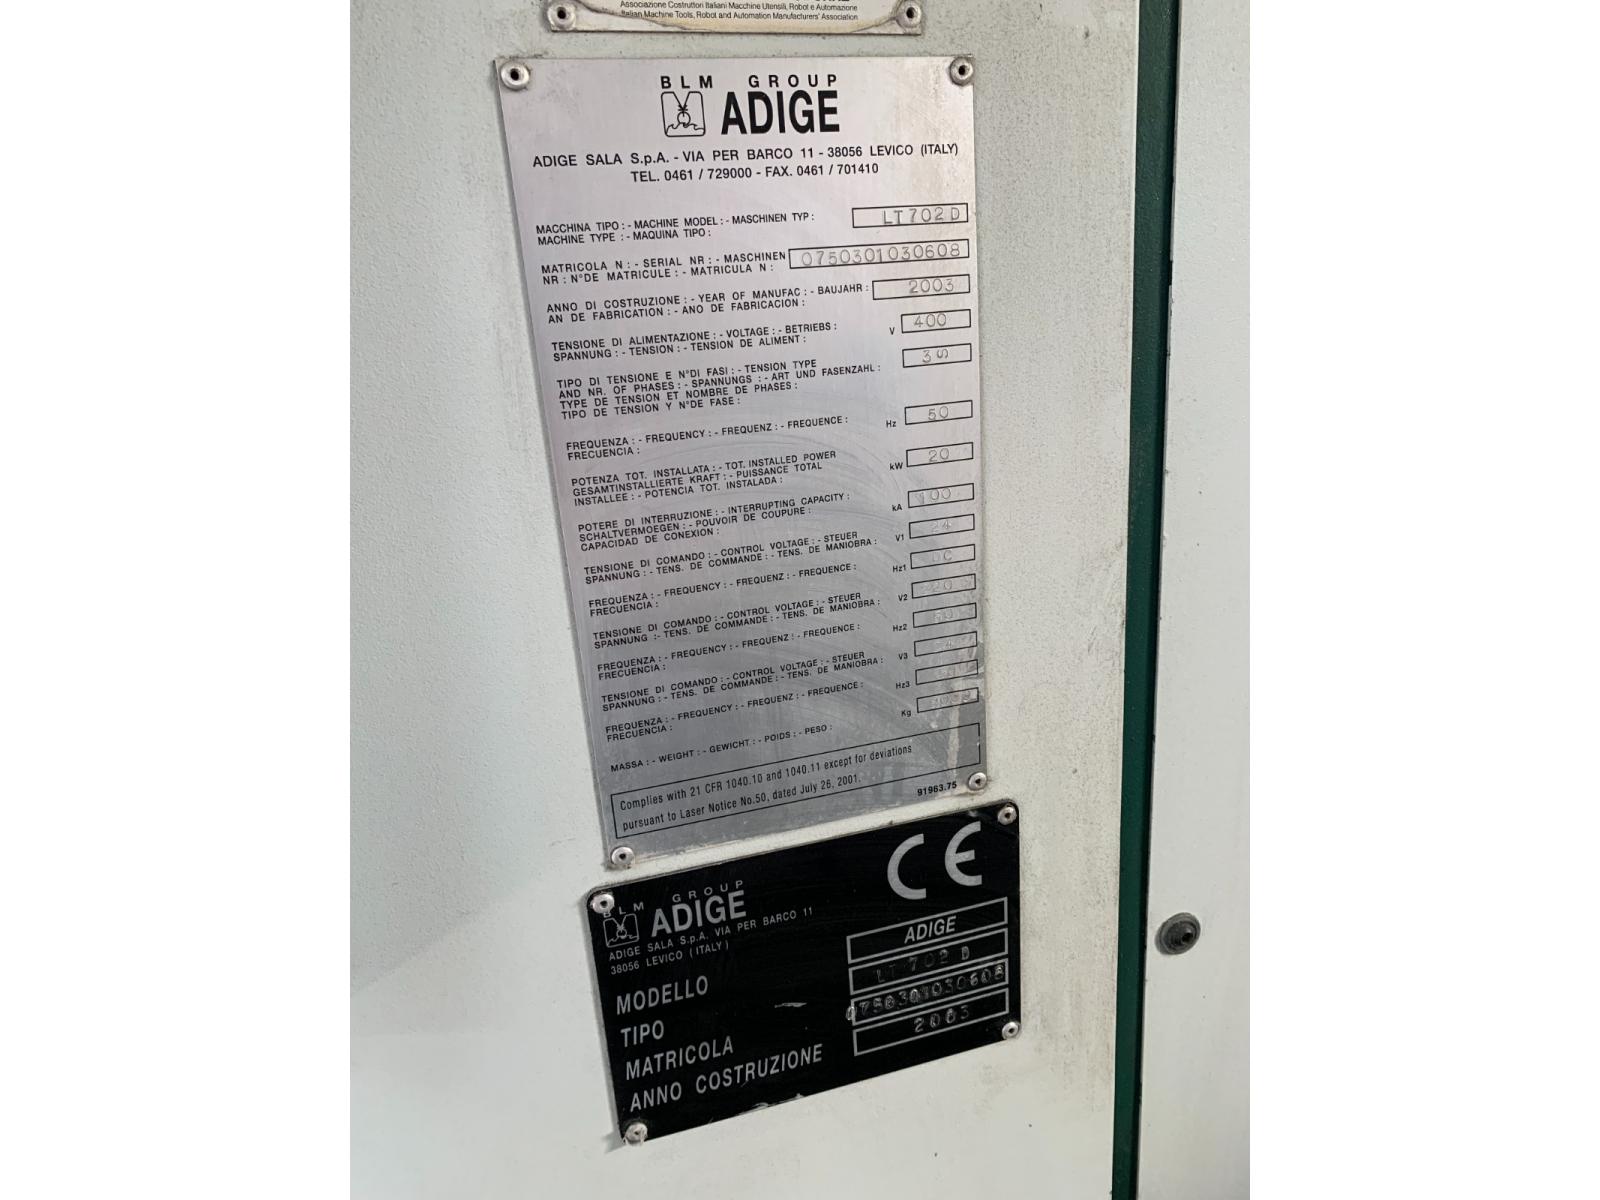 Associazione Costruttori Italiani Macchine Utensili, Robot e Automazione
Italian Machine Tools, Robot and Automation Manufacturers' Association
BLM GROUP
ADIGE
ADIGE SALA S.p.A. - VIA PER BARCO 11 - 38056 LEVICO (ITALY)
TEL. 0461 / 729000 - FAX. 0461 / 701410
MACCHINA TIPO : - MACHINE MODEL : - MASCHINEN TYP : LT 702 D
MACHINE TYPE : - MAQUINA TIPO :
MATRICOLA N : - SERIAL NR : - MASCHINEN 0750301030608
NR : N°DE MATRICULE : - MATRICULA N :
ANNO DI COSTRUZIONE : - YEAR OF MANUFAC : - BAUJAHR : 2003
AN DE FABRICATION : - ANO DE FABRICACION :
TENSIONE DI ALIMENTAZIONE : - VOLTAGE : - BETRIEBS : V 400
SPANNUNG : - TENSION : - TENSION DE ALIMENT :
TIPO DI TENSIONE E N°DI FASI : - TENSION TYPE 3
AND NR. OF PHASES : - SPANNUNGS : - ART UND FASENZAHL :
TYPE DE TENSION ET NOMBRE DE PHASES :
TIPO DE TENSION Y N°DE FASE :
FREQUENZA : - FREQUENCY : - FREQUENZ : - FREQUENCE : Hz 50
FRECUENCIA :
POTENZA TOT. INSTALLATA : - TOT. INSTALLED POWER kW 20
GESAMTINSTALLIERTE KRAFT : - PUISSANCE TOTAL
INSTALLEE : - POTENCIA TOT. INSTALADA :
POTERE DI INTERRUZIONE : - INTERRUPTING CAPACITY : kA 100
SCHALTVERMOEGEN : - POUVOIR DE COUPURE :
CAPACIDAD DE CONEXION :
TENSIONE DI COMANDO : - CONTROL VOLTAGE : - STEUER V1 24
SPANNUNG : - TENS. DE COMMANDE : - TENS. DE MANIOBRA :
FREQUENZA : - FREQUENCY : - FREQUENZ : - FREQUENCE : Hz1
FRECUENCIA :
TENSIONE DI COMANDO : - CONTROL VOLTAGE : - STEUER V2
SPANNUNG :- TENS. DE COMMANDE : - TENS. DE MANIOBRA :
FREQUENZA : - FREQUENCY : - FREQUENZ : - FREQUENCE : Hz2
FRECUENCIA :
TENSIONE DI COMANDO : - CONTROL VOLTAGE : - STEUER V3
SPANNUNG : - TENS. DE COMMANDE : - TENS. DE MANIOBRA :
FREQUENZA : - FREQUENCY : - FREQUENZ : - FREQUENCE : Hz3
FRECUENCIA :
MASSA : - WEIGHT : - GEWICHT : - POIDS : - PESO : Kg
Complies with 21 CFR 1040.10 and 1040.11 except for deviations
pursuant to Laser Notice No.50, dated July 26, 2001.
91963.75
CE
BLM GROUP
ADIGE
ADIGE SALA S.p.A. VIA PER BARCO 11
38056 LEVICO (ITALY)
MODELLO ADIGE
TIPO LT 702 D
MATRICOLA 0750301030608
ANNO COSTRUZIONE 2003